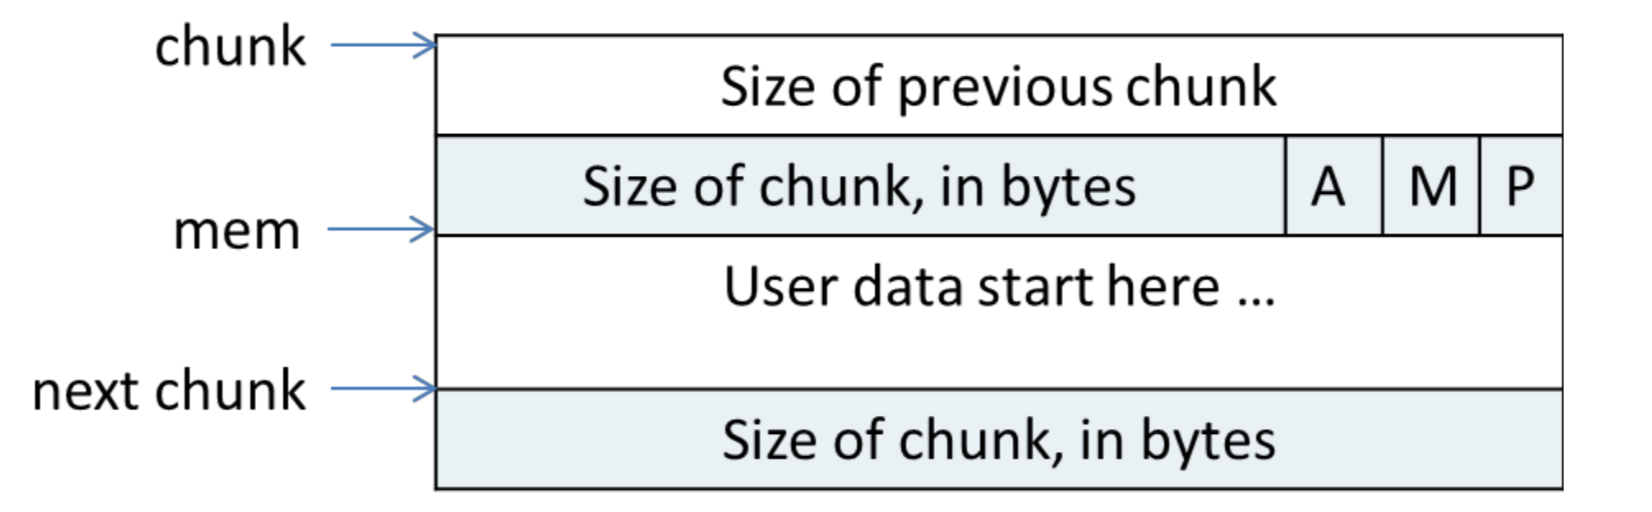 chunk
Size of previous chunk
Size of chunk, in bytes
A
M
P
mem
User data start here ...
next chunk
Size of chunk, in bytes